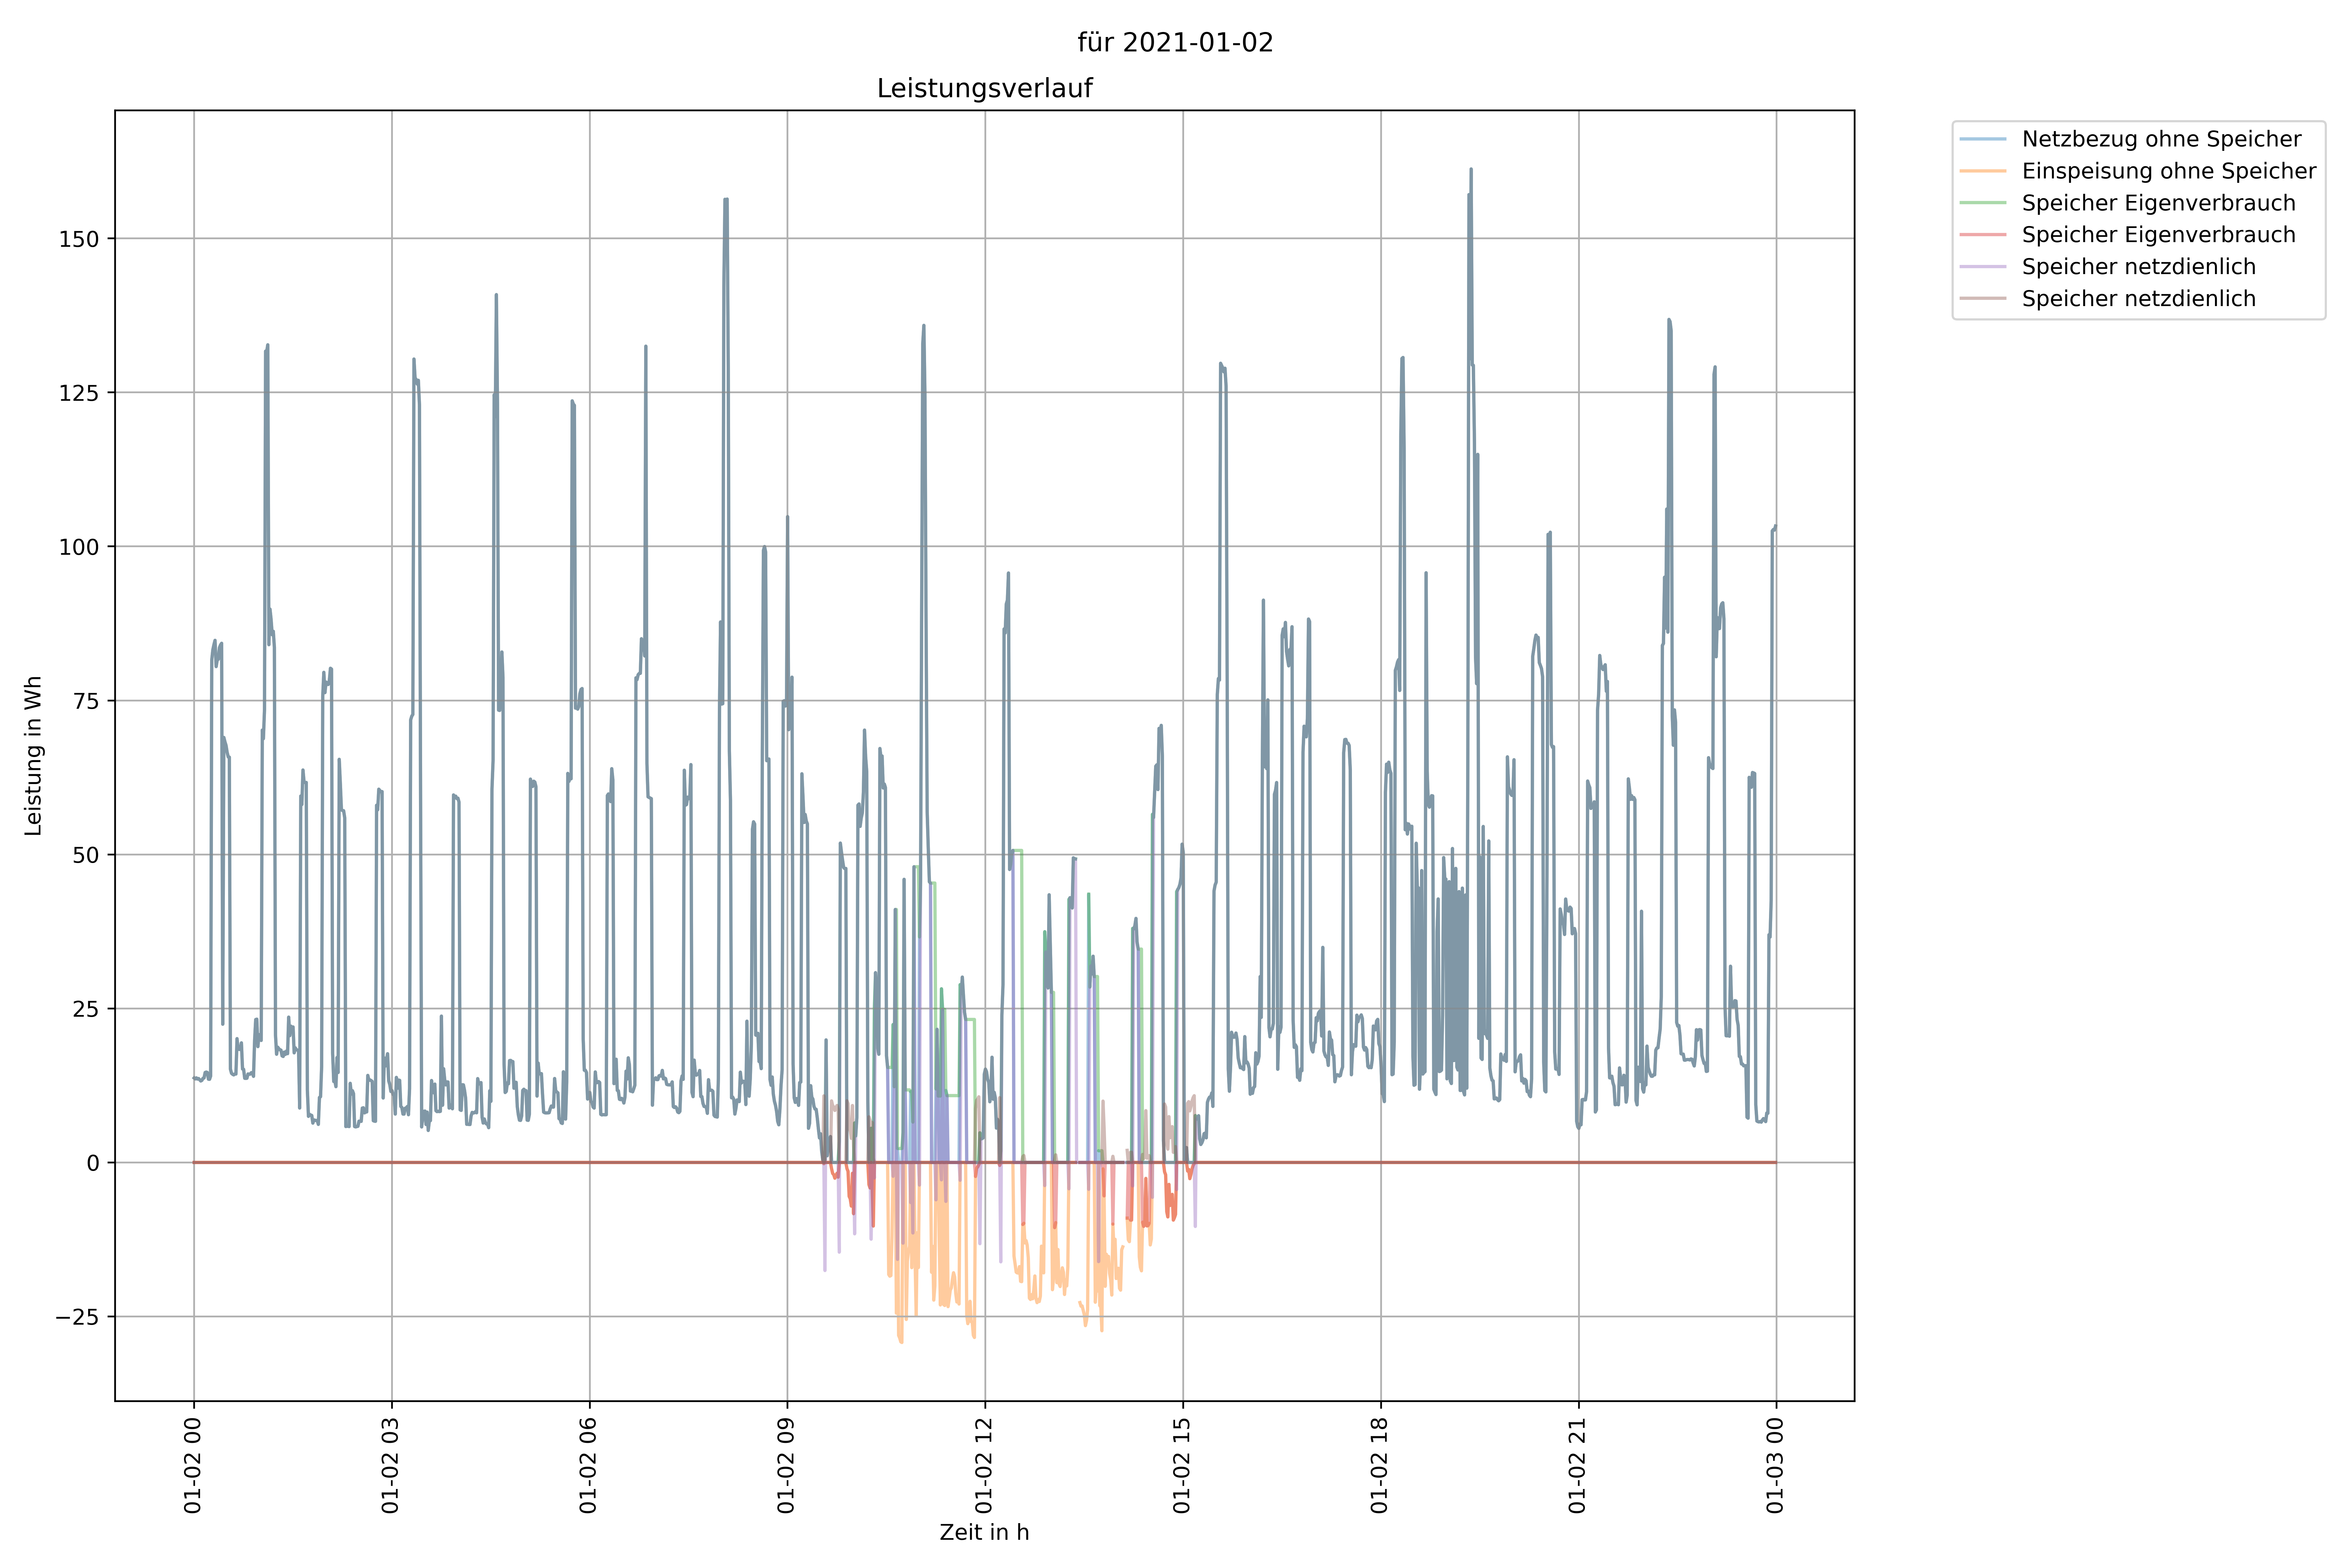 für 2021-01-02
Leistungsverlauf
Netzbezug ohne Speicher
Einspeisung ohne Speicher
Speicher Eigenverbrauch
Speicher Eigenverbrauch
Speicher netzdienlich
Speicher netzdienlich
Leistung in Wh
150
125
100
75
50
25
0
−25
01-02 00
01-02 03
01-02 06
01-02 09
01-02 12
01-02 15
01-02 18
01-02 21
01-03 00
Zeit in h